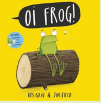 OI FROG!
KES GRAY & JIM FIELD